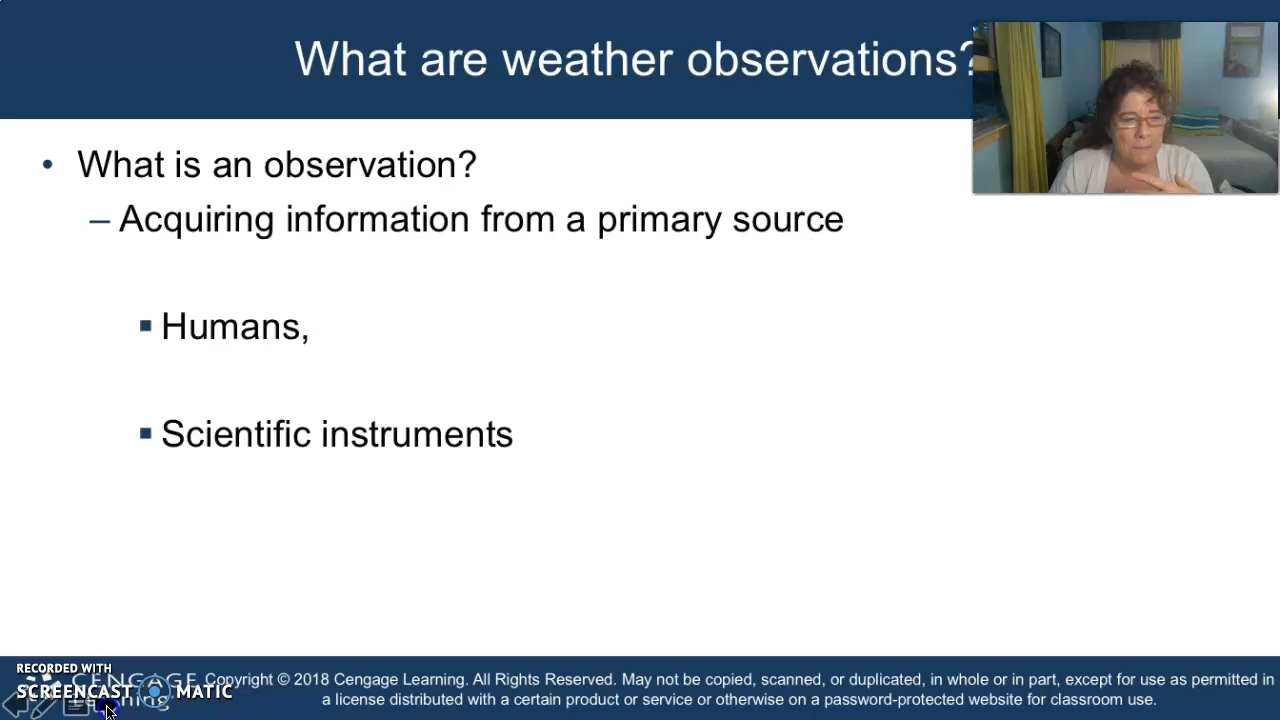 What are weather observations?
• What is an observation?
– Acquiring information from a primary source
▪ Humans,
▪ Scientific instruments
RECORDED WITH
SCREENCAST MATIC
CENGAGE
Learning
Copyright © 2018 Cengage Learning. All Rights Reserved. May not be copied, scanned, or duplicated, in whole or in part, except for use as permitted in
a license distributed with a certain product or service or otherwise on a password-protected website for classroom use.